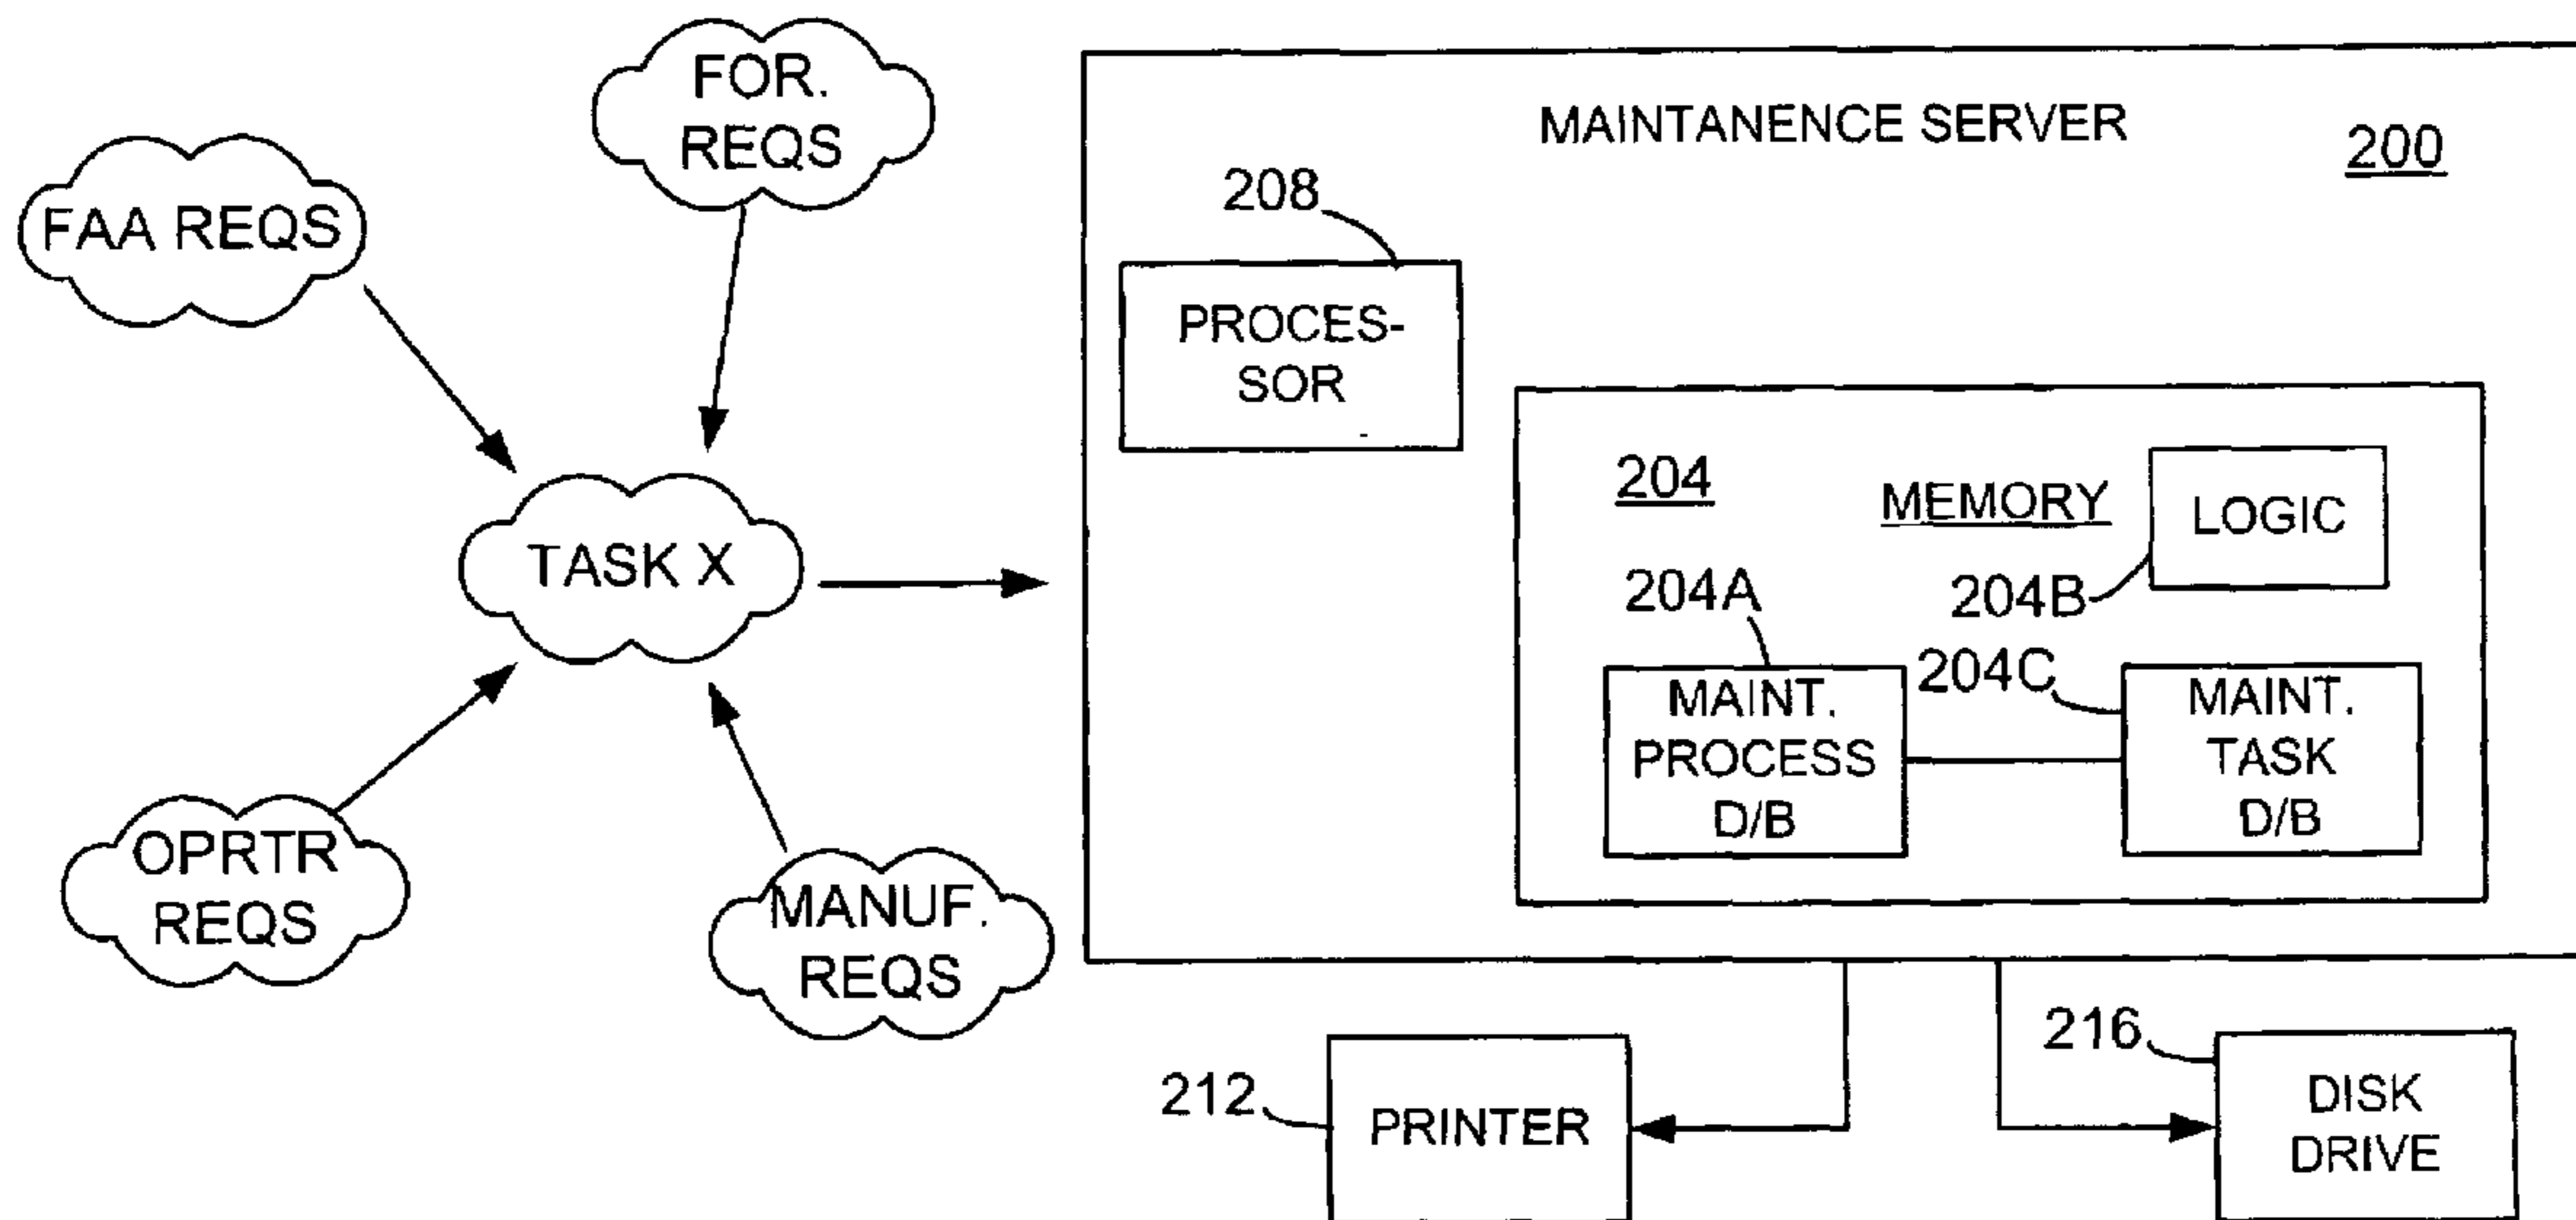 FOR.
REQS
FAA REQS
TASK X
OPRTR
REQS
MANUF.
REQS
MAINTANENCE SERVER
200
208
PROCES-
SOR
204
MEMORY
LOGIC
204B
204A
MAINT.
PROCESS
D/B
204C
MAINT.
TASK
D/B
212
PRINTER
216
DISK
DRIVE